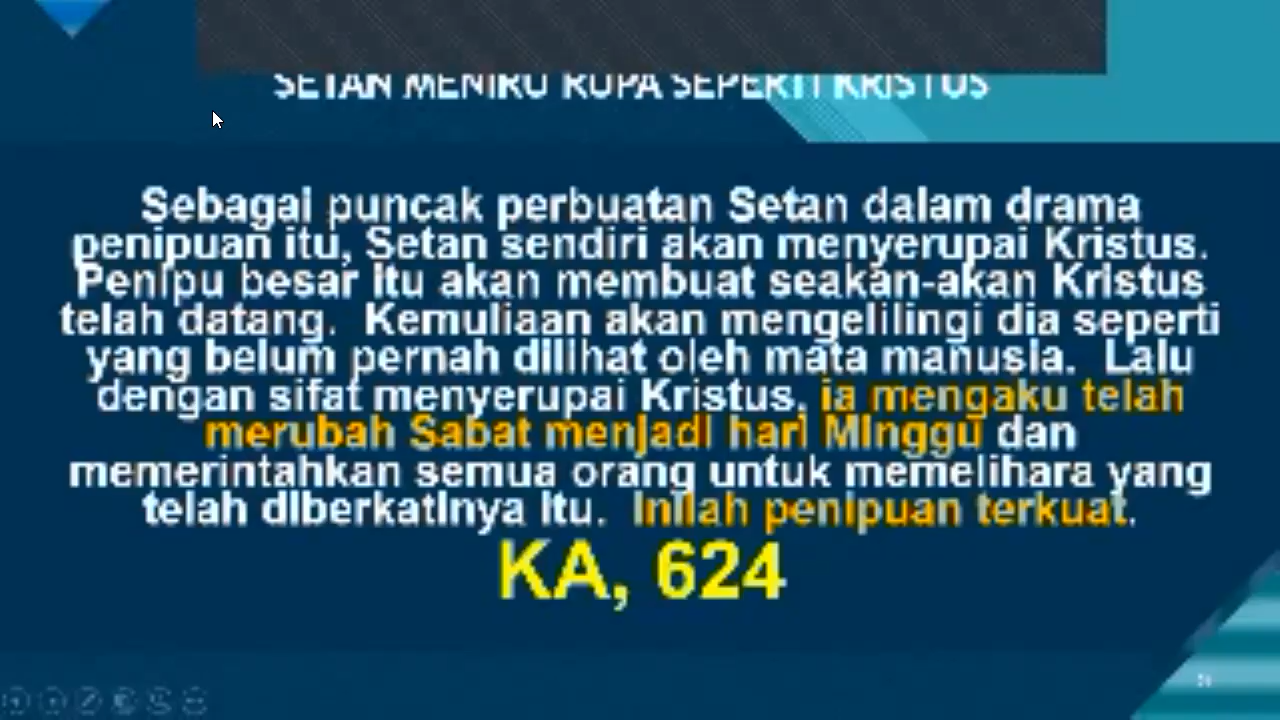 SETAN MENIRU RUPA SEPERTI KRISTUS
Sebagai puncak perbuatan Setan dalam drama
penipuan itu, Setan sendiri akan menyerupai Kristus.
Penipu besar itu akan membuat seakan-akan Kristus
telah datang. Kemuliaan akan mengelilingi dia seperti
yang belum pernah dilihat oleh mata manusia. Lalu
dengan sifat menyerupai Kristus, ia mengaku telah
merubah Sabat menjadi hari Minggu dan
memerintahkan semua orang untuk memelihara yang
telah diberkatinya itu. Inilah penipuan terkuat.
KA, 624